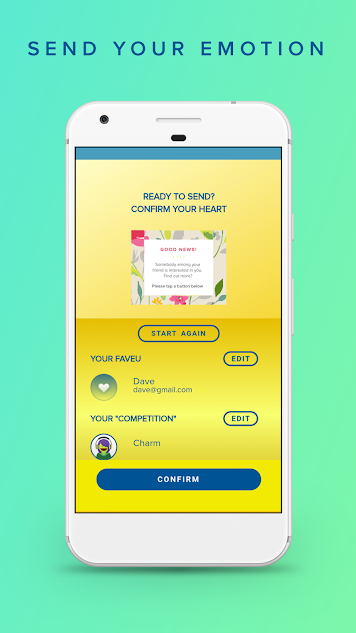 SEND YOUR EMOTION
READY TO SEND?
CONFIRM YOUR HEART
GOOD NEWS!
Somebody among your
friend is interested in you.
Find out more?
Please tap a button below
START AGAIN
YOUR FAVEU
EDIT
Dave
dave@gmail.com
YOUR "COMPETITION"
EDIT
Charm
CONFIRM